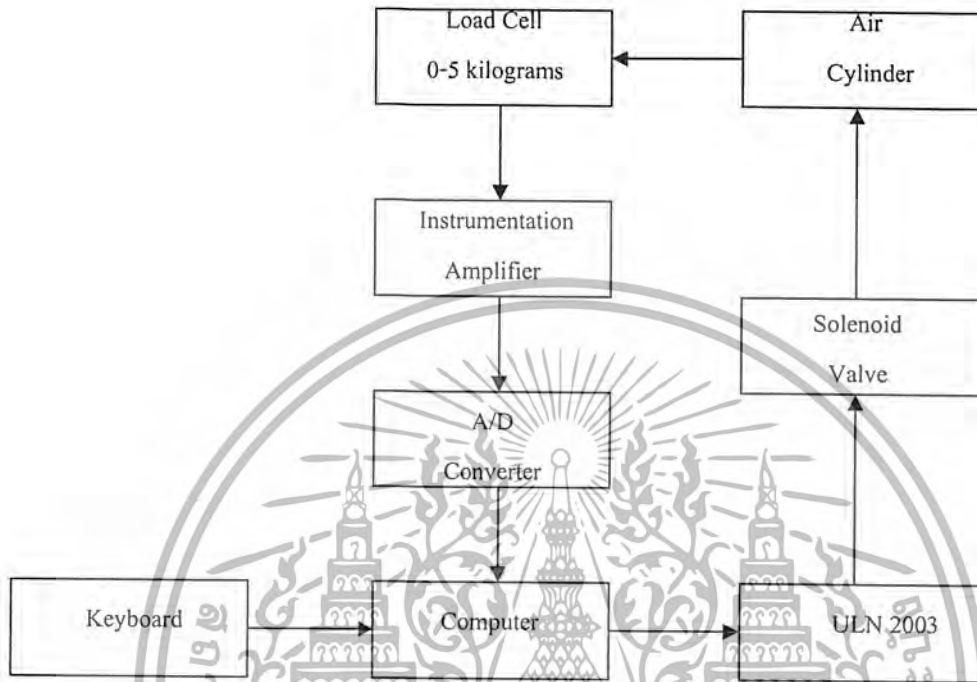 Load Cell
0-5 kilograms
Air
Cylinder
Instrumentation
Amplifier
Solenoid
Valve
A/D
Converter
Keyboard
Computer
ULN 2003